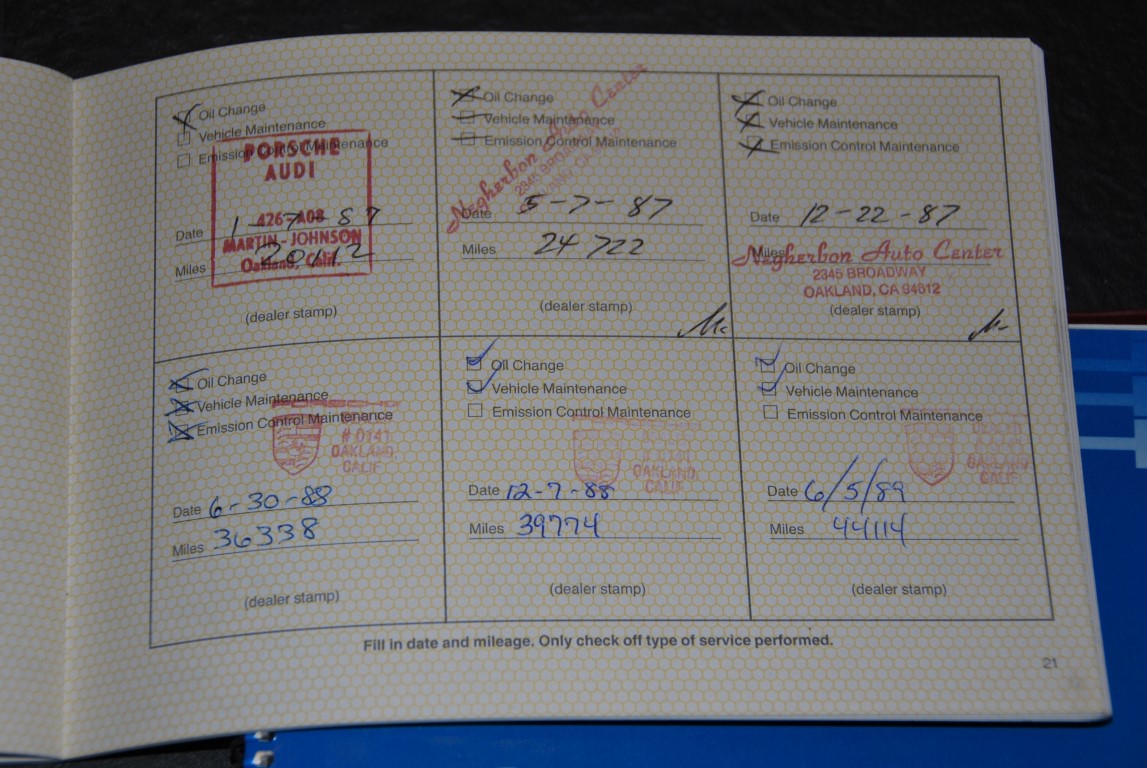 Oil Change
Vehicle Maintenance
Emission Control Maintenance
PORSCHE
AUDI
426-A08
Date 1-7-87
MARTIN-JOHNSON
Miles 20112
Oakland, Calif.
(dealer stamp)
Oil Change
Vehicle Maintenance
Emission Control Maintenance
Negherbon Auto Center
2345 BROADWAY
Date 5-7-87
Miles 24722
(dealer stamp)
Oil Change
Vehicle Maintenance
Emission Control Maintenance
Date 12-22-87
Miles
Negherbon Auto Center
2345 BROADWAY
OAKLAND, CA 94612
(dealer stamp)
Oil Change
Vehicle Maintenance
Emission Control Maintenance
# 0141
OAKLAND,
CALIF
Date 6-30-88
Miles 36338
(dealer stamp)
Oil Change
Vehicle Maintenance
Emission Control Maintenance
OAKLAND,
CALIF
Date 12-7-88
Miles 39774
(dealer stamp)
Oil Change
Vehicle Maintenance
Emission Control Maintenance
OAKLAND,
CALIF
Date 6/5/89
Miles 44114
(dealer stamp)
Fill in date and mileage. Only check off type of service performed.
21